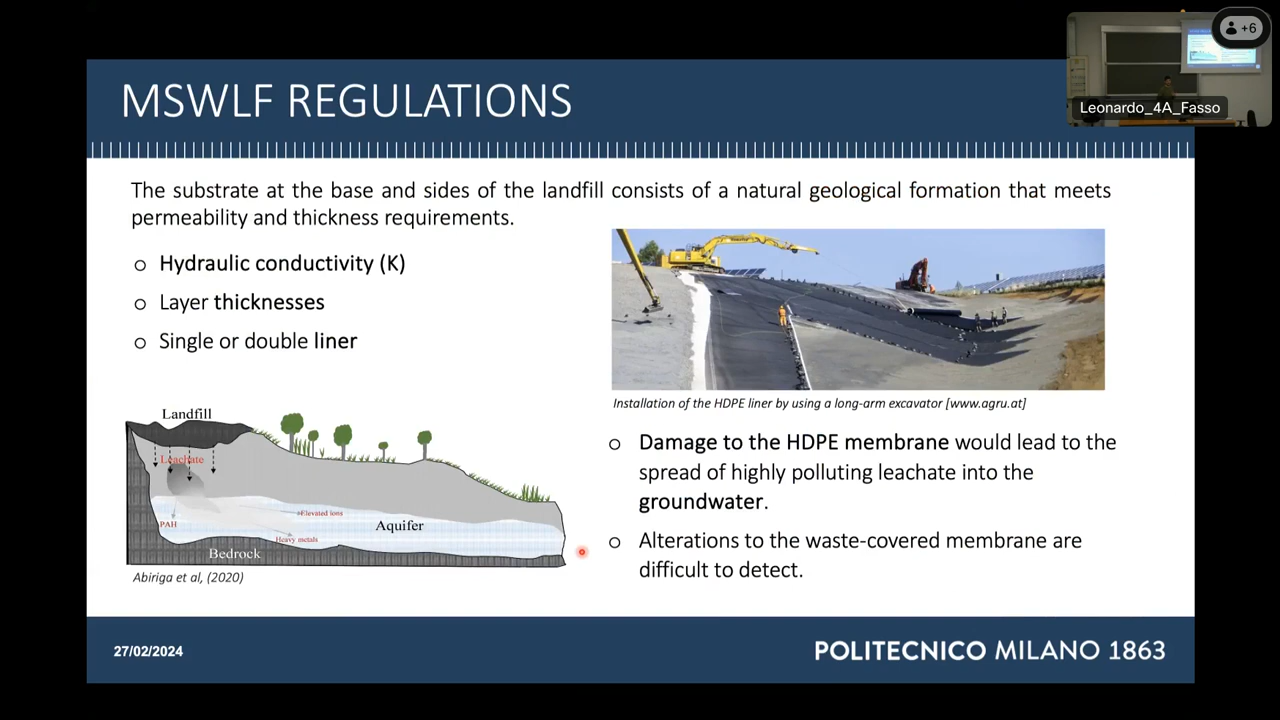 +6
Leonardo_4A_Fasso
MSWLF REGULATIONS
The substrate at the base and sides of the landfill consists of a natural geological formation that meets
permeability and thickness requirements.
o Hydraulic conductivity (K)
o Layer thicknesses
o Single or double liner
Installation of the HDPE liner by using a long-arm excavator [www.agru.at]
Landfill
Leachate
PAH
Elevated ions
Heavy metals
Aquifer
Bedrock
Abiriga et al, (2020)
o Damage to the HDPE membrane would lead to the
spread of highly polluting leachate into the
groundwater.
o Alterations to the waste-covered membrane are
difficult to detect.
27/02/2024
POLITECNICO MILANO 1863